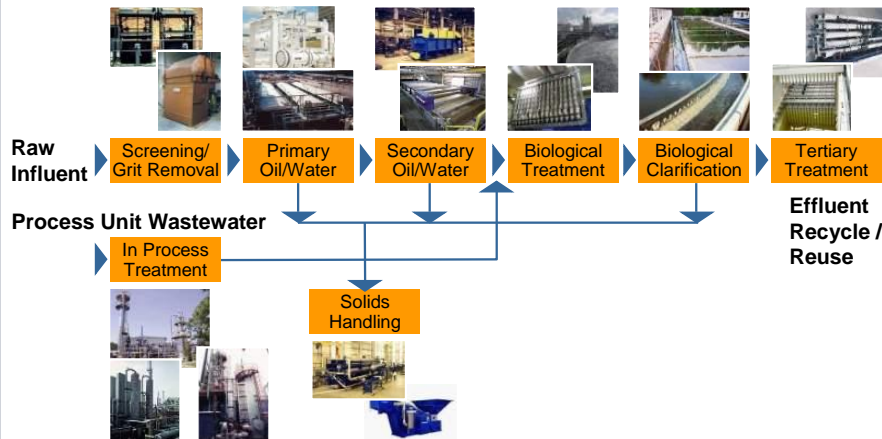 Raw
Influent
Screening/
Grit Removal
Primary
Oil/Water
Secondary
Oil/Water
Biological
Treatment
Biological
Clarification
Tertiary
Treatment
Effluent
Recycle /
Reuse
Process Unit Wastewater
In Process
Treatment
Solids
Handling